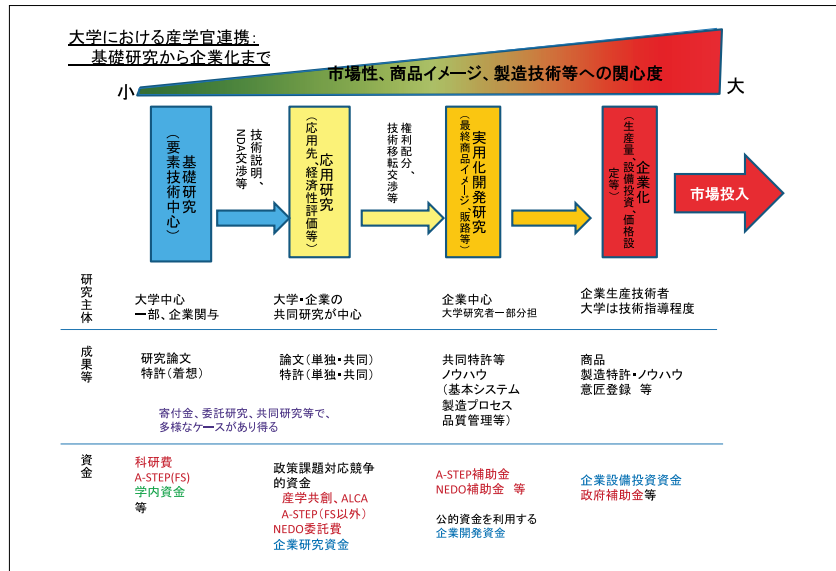 大学における産学官連携:
基礎研究から企業化まで
市場性、商品イメージ、製造技術等への関心度
小
大
基礎研究
(要素技術中心)
技術説明、
NDA交渉等
応用研究
(応用先、経済性評価等)
権利配分、
技術移転交渉等
実用化開発研究
(最終商品イメージ、販路等)
企業化
(生産量、設備投資、価格設
定等)
市場投入
研究主体
大学中心
一部、企業関与
大学・企業の
共同研究が中心
企業中心
大学研究者一部分担
企業生産技術者
大学は技術指導程度
成果等
研究論文
特許(着想)
論文(単独・共同)
特許(単独・共同)
共同特許等
ノウハウ
(基本システム
製造プロセス
品質管理等)
商品
製造特許・ノウハウ
意匠登録 等
寄付金、委託研究、共同研究等で、
多様なケースがあり得る
資金
科研費
A-STEP(FS)
学内資金
等
政策課題対応競争
的資金
産学共創、ALCA
A-STEP(FS以外)
NEDO委託費
企業研究資金
A-STEP補助金
NEDO補助金 等
公的資金を利用する
企業開発資金
企業設備投資資金
政府補助金等